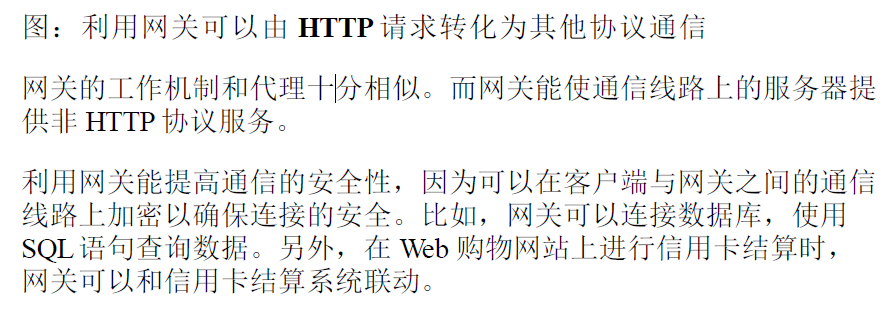 图：利用网关可以由 HTTP 请求转化为其他协议通信
网关的工作机制和代理十分相似。而网关能使通信线路上的服务器提
供非 HTTP 协议服务。
利用网关能提高通信的安全性，因为可以在客户端与网关之间的通信
线路上加密以确保连接的安全。比如，网关可以连接数据库，使用
SQL 语句查询数据。另外，在 Web 购物网站上进行信用卡结算时，
网关可以和信用卡结算系统联动。